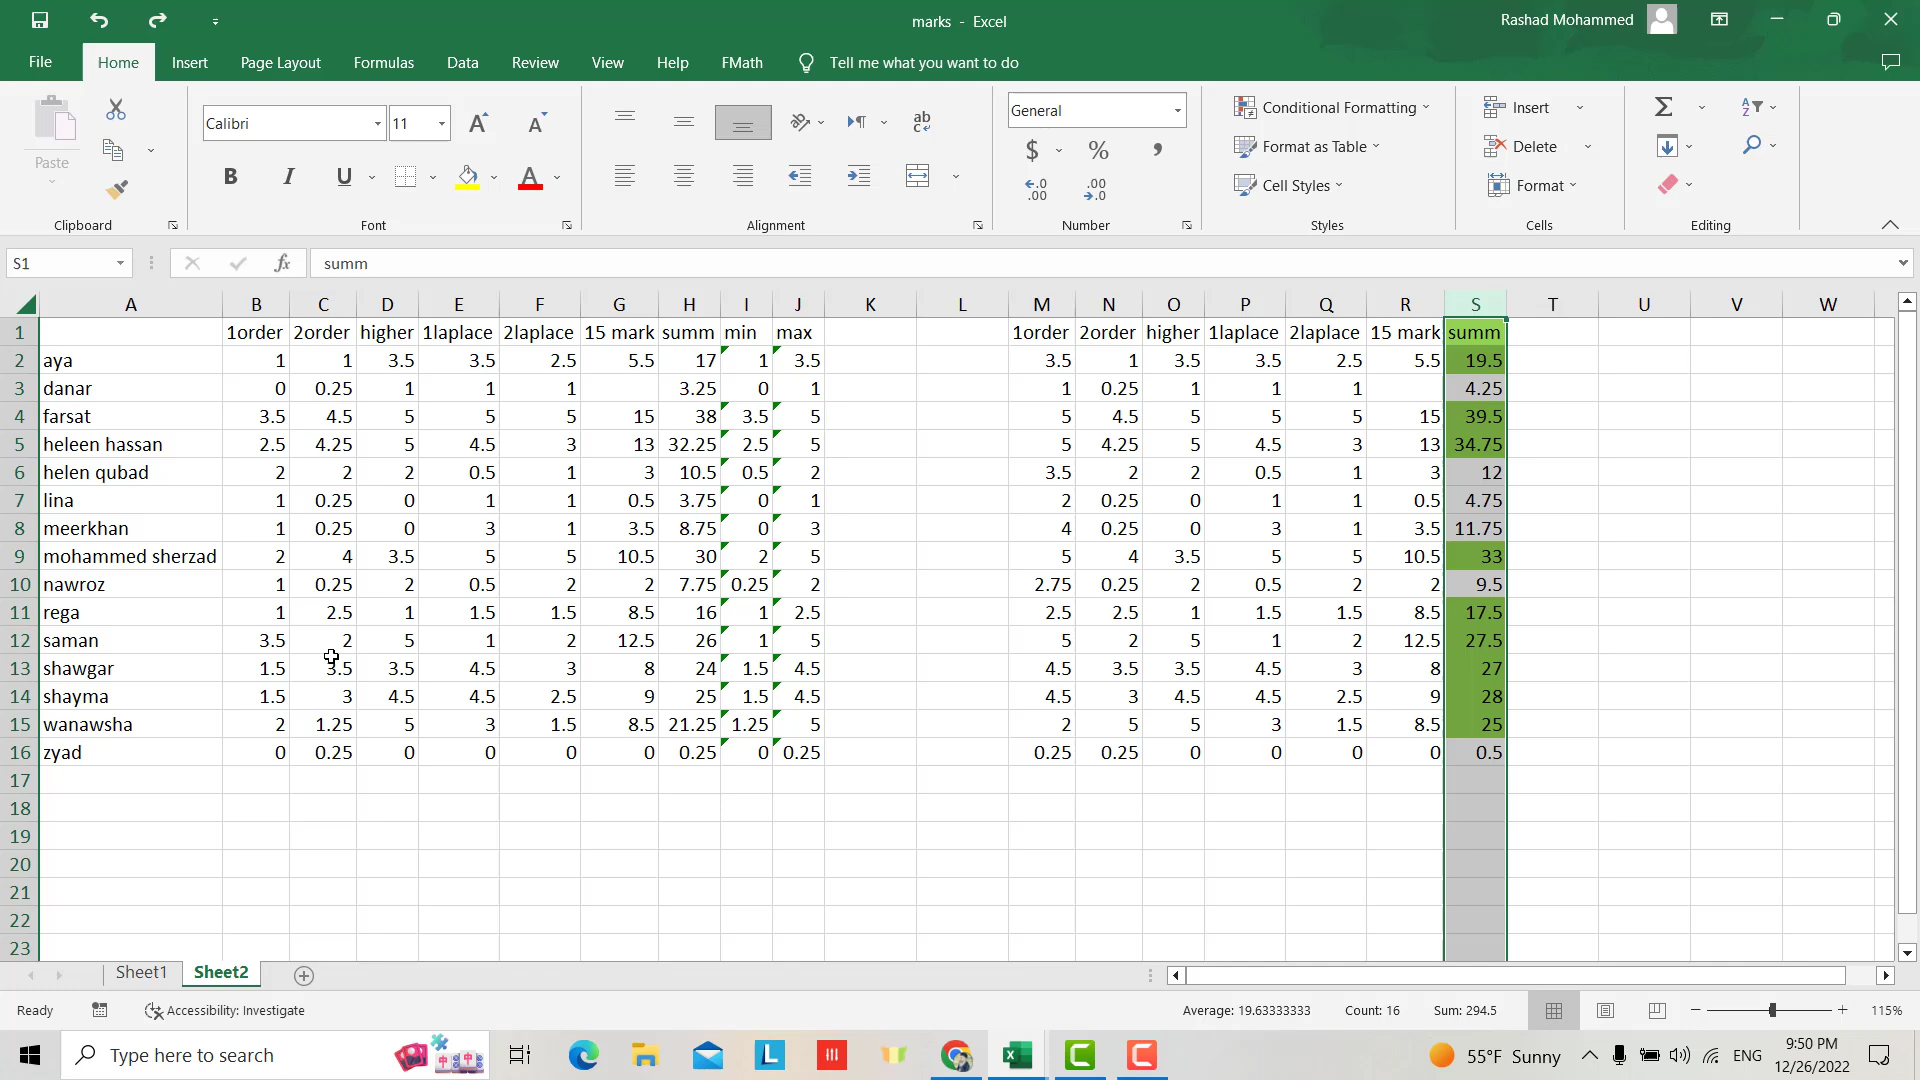 marks - Excel
Rashad Mohammed
File Home Insert Page Layout Formulas Data Review View Help FMath Tell me what you want to do
Paste
Calibri 11
B I U A
ab
General
$ % ,
Conditional Formatting
Format as Table
Cell Styles
Insert
Delete
Format
Clipboard Font Alignment Number Styles Cells Editing
S1 fx summ
A B C D E F G H I J K L M N O P Q R S T U V W
1 1order 2order higher 1laplace 2laplace 15 mark summ min max 1order 2order higher 1laplace 2laplace 15 mark summ
2 aya 1 1 3.5 3.5 2.5 5.5 17 1 3.5 3.5 1 3.5 3.5 2.5 5.5 19.5
3 danar 0 0.25 1 1 1 3.25 0 1 1 0.25 1 1 1 4.25
4 farsat 3.5 4.5 5 5 5 15 38 3.5 5 5 4.5 5 5 5 15 39.5
5 heleen hassan 2.5 4.25 5 4.5 3 13 32.25 2.5 5 5 4.25 5 4.5 3 13 34.75
6 helen qubad 2 2 2 0.5 1 3 10.5 0.5 2 3.5 2 2 0.5 1 3 12
7 lina 1 0.25 0 1 1 0.5 3.75 0 1 2 0.25 0 1 1 0.5 4.75
8 meerkhan 1 0.25 0 3 1 3.5 8.75 0 3 4 0.25 0 3 1 3.5 11.75
9 mohammed sherzad 2 4 3.5 5 5 10.5 30 2 5 5 4 3.5 5 5 10.5 33
10 nawroz 1 0.25 2 0.5 2 2 7.75 0.25 2 2.75 0.25 2 0.5 2 2 9.5
11 rega 1 2.5 1 1.5 1.5 8.5 16 1 2.5 2.5 2.5 1 1.5 1.5 8.5 17.5
12 saman 3.5 2 5 1 2 12.5 26 1 5 5 2 5 1 2 12.5 27.5
13 shawgar 1.5 3.5 3.5 4.5 3 8 24 1.5 4.5 4.5 3.5 3.5 4.5 3 8 27
14 shayma 1.5 3 4.5 4.5 2.5 9 25 1.5 4.5 4.5 3 4.5 4.5 2.5 9 28
15 wanawsha 2 1.25 5 3 1.5 8.5 21.25 1.25 5 2 5 5 3 1.5 8.5 25
16 zyad 0 0.25 0 0 0 0 0.25 0 0.25 0.25 0.25 0 0 0 0 0.5
17
18
19
20
21
22
23
Sheet1 Sheet2
Ready Accessibility: Investigate Average: 19.63333333 Count: 16 Sum: 294.5 115%
Type here to search 55°F Sunny ENG 9:50 PM
12/26/2022